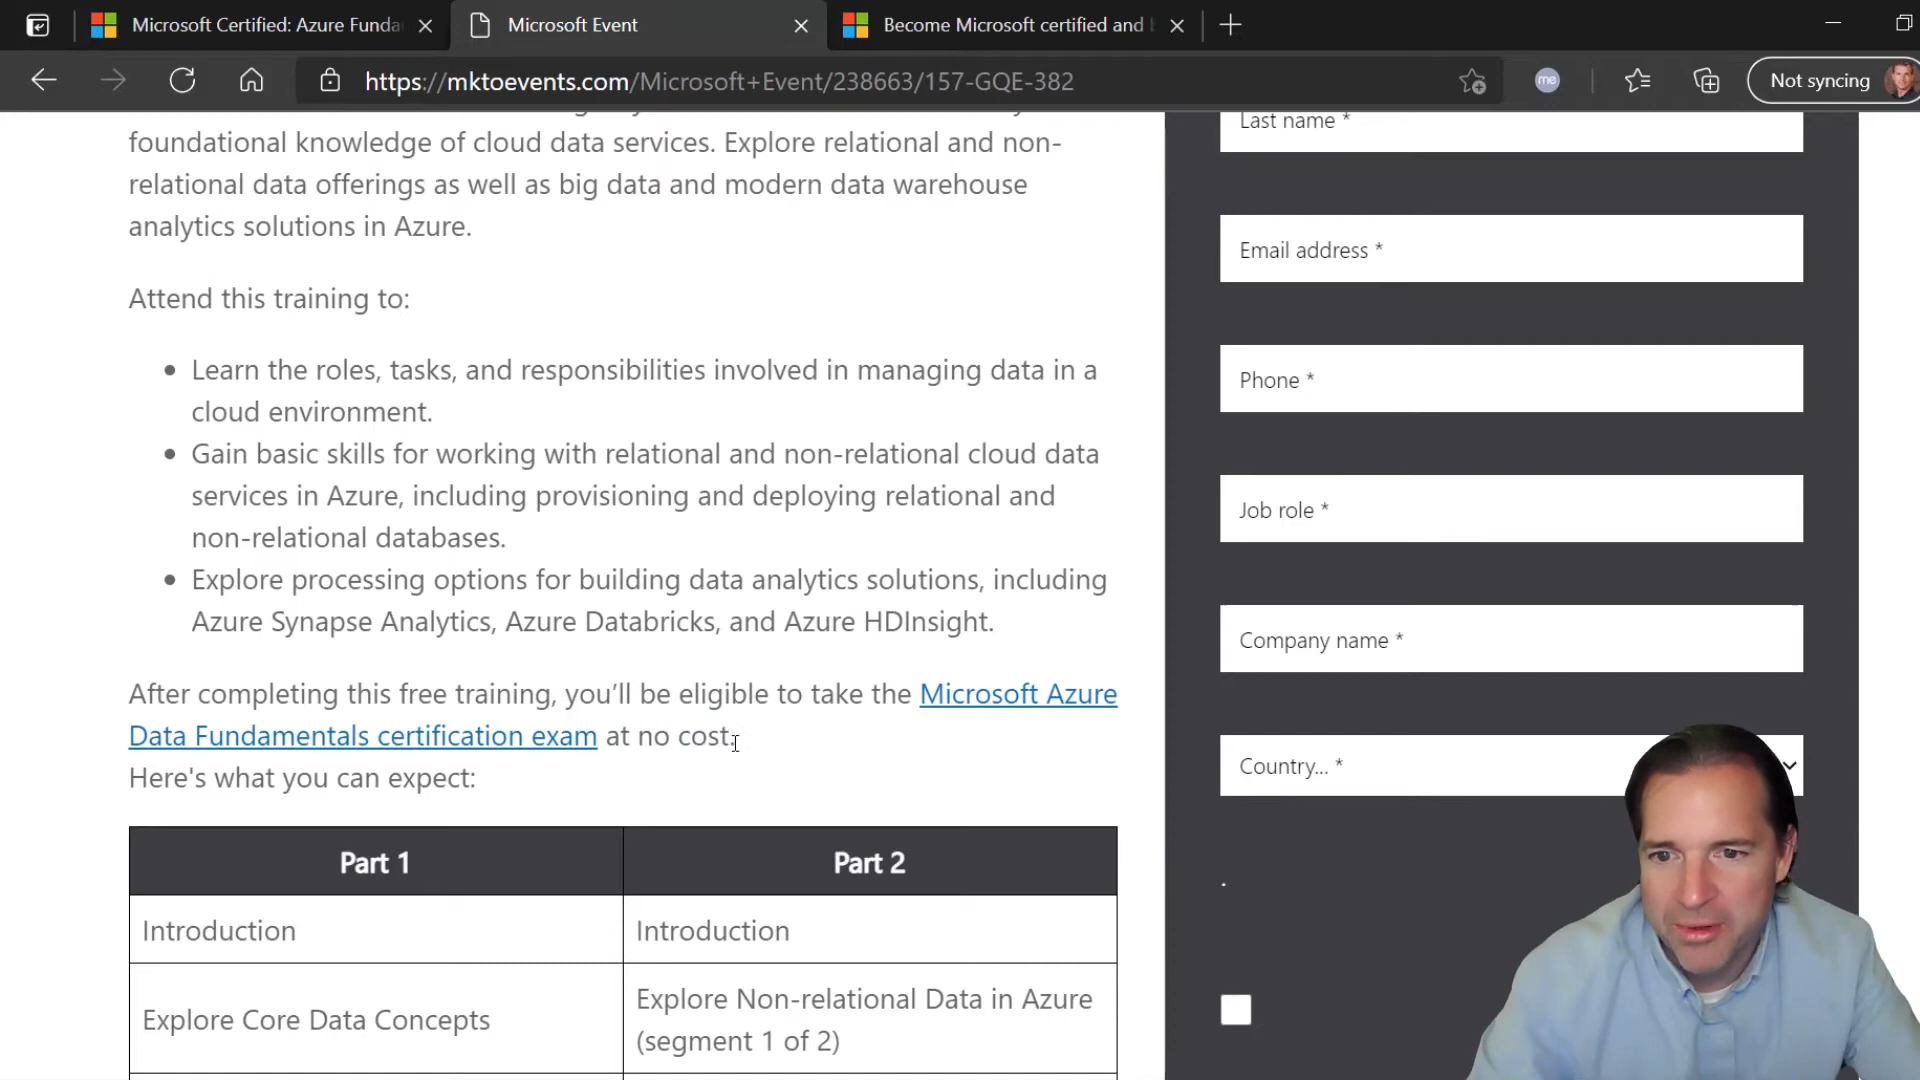 Microsoft Certified: Azure Funda
Microsoft Event
Become Microsoft certified and
https://mktoevents.com/Microsoft+Event/238663/157-GQE-382
me
Not syncing
foundational knowledge of cloud data services. Explore relational and non-
relational data offerings as well as big data and modern data warehouse
analytics solutions in Azure.
Attend this training to:
• Learn the roles, tasks, and responsibilities involved in managing data in a
cloud environment.
• Gain basic skills for working with relational and non-relational cloud data
services in Azure, including provisioning and deploying relational and
non-relational databases.
• Explore processing options for building data analytics solutions, including
Azure Synapse Analytics, Azure Databricks, and Azure HDInsight.
After completing this free training, you’ll be eligible to take the Microsoft Azure
Data Fundamentals certification exam at no cost.
Here's what you can expect:
Part 1
Part 2
Introduction
Introduction
Explore Core Data Concepts
Explore Non-relational Data in Azure
(segment 1 of 2)
Last name *
Email address *
Phone *
Job role *
Company name *
Country... *
.